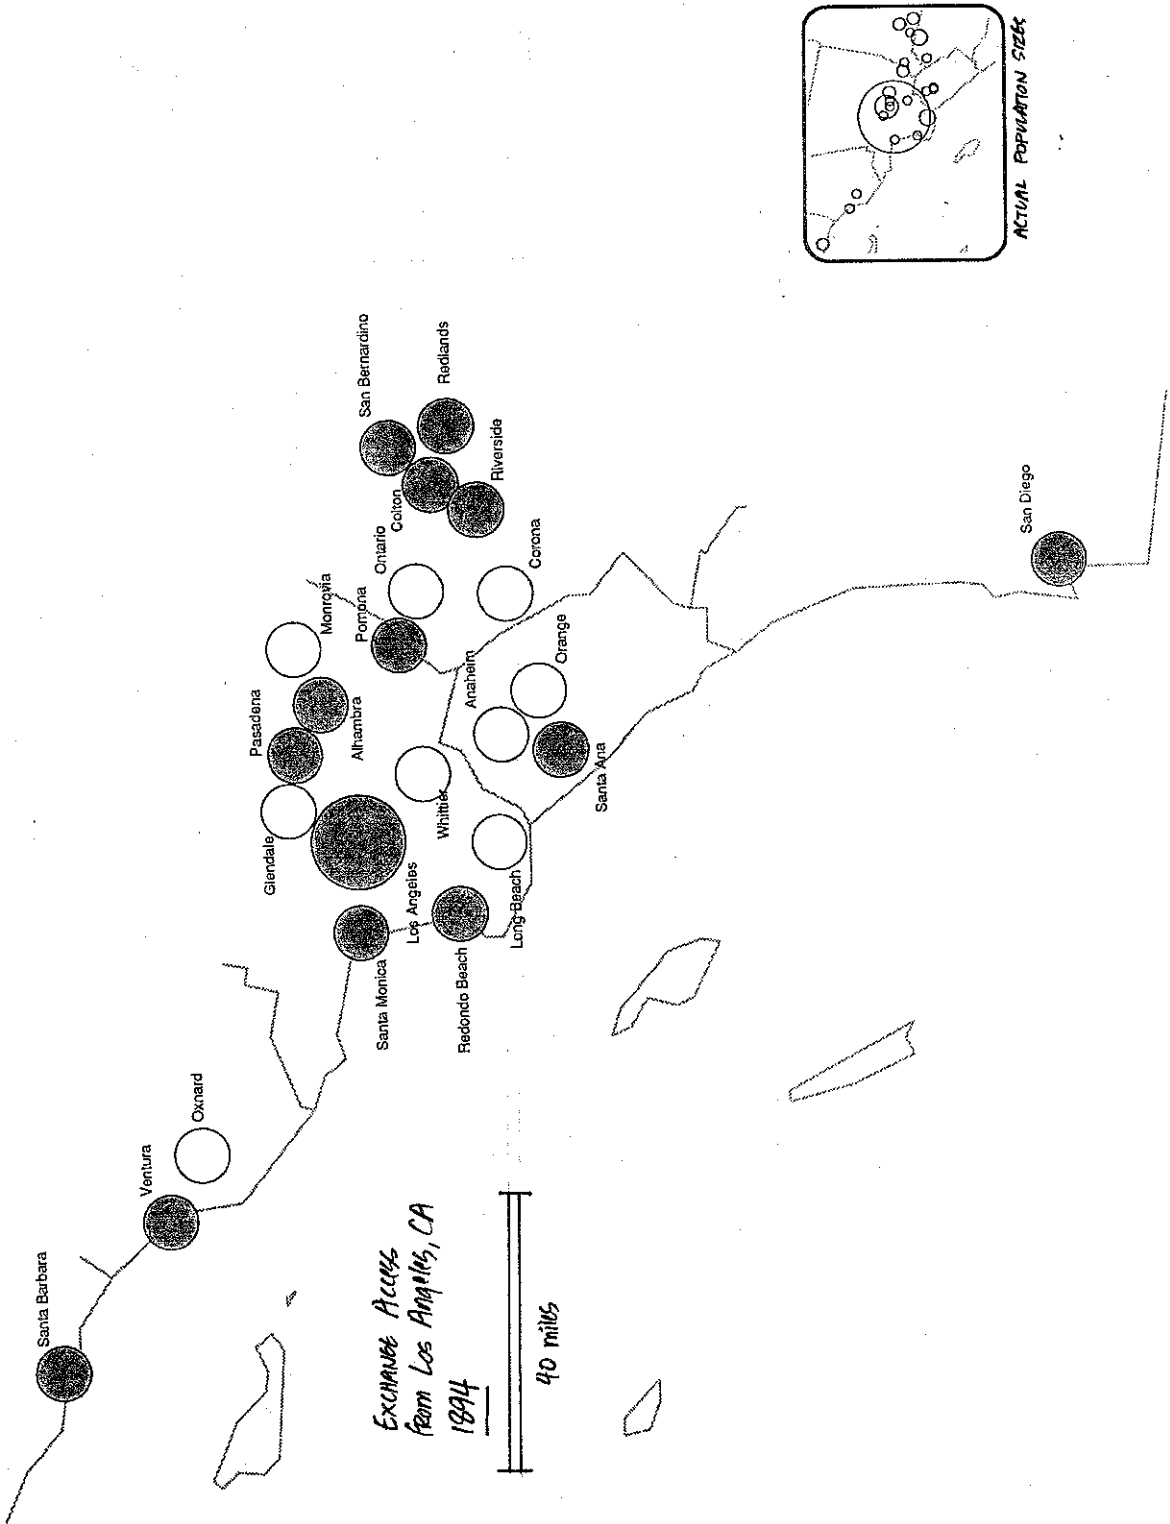 Santa Barbara
Ventura
Oxnard
Glendale
Pasadena
Monrovia
Alhambra
Santa Monica
Los Angeles
Pomona
Ontario
San Bernardino
Colton
Redlands
Riverside
Whittier
Redondo Beach
Long Beach
Anaheim
Orange
Santa Ana
Corona
San Diego
EXCHANGE ACCESS
FROM LOS ANGELES, CA
1894
40 miles
ACTUAL POPULATION SIZES